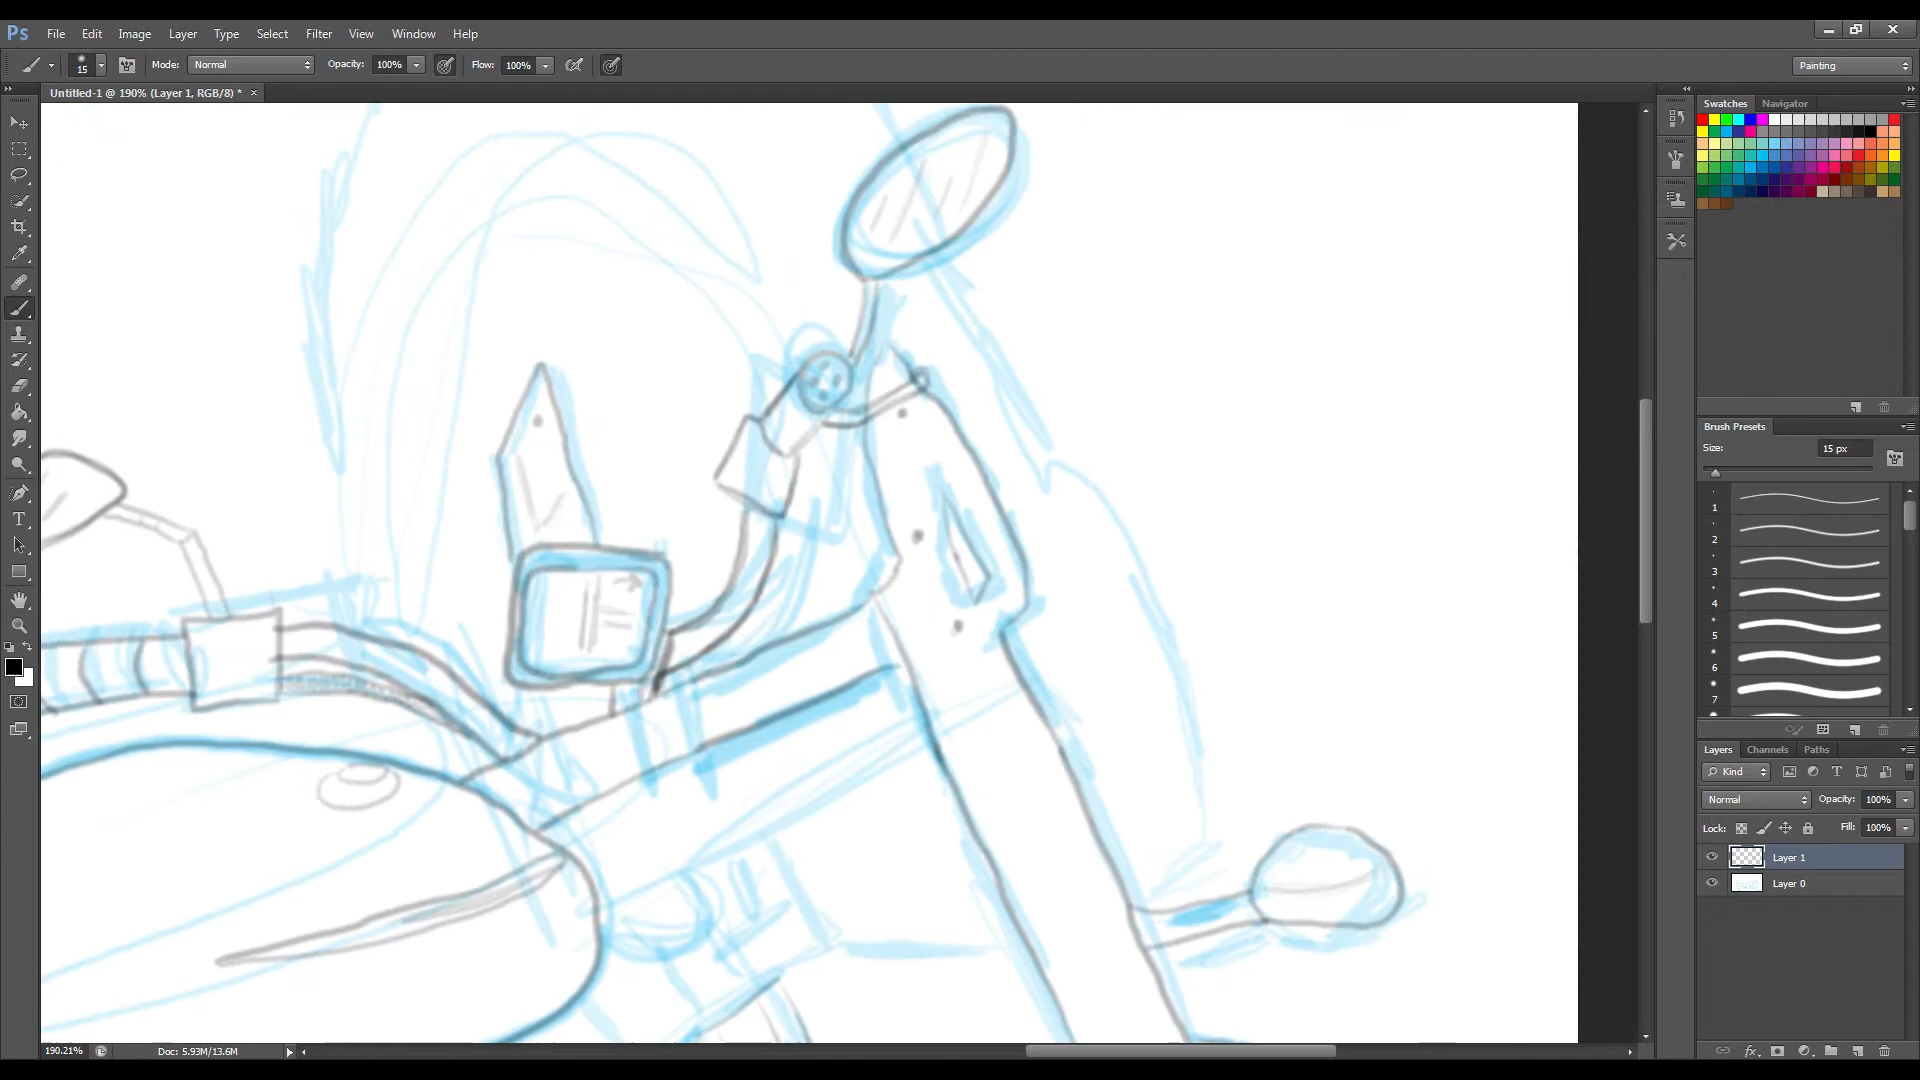 Ps File Edit Image Layer Type Select Filter View Window Help
15 Mode: Normal Opacity: 100% Flow: 100% Painting
Untitled-1 @ 190% (Layer 1, RGB/8) * ×
Swatches Navigator
Brush Presets
Size: 15 px
1
2
3
4
5
6
7
Layers Channels Paths
Kind
Normal Opacity: 100%
Lock: Fill: 100%
Layer 1
Layer 0
190.21% Doc: 5.93M/13.6M